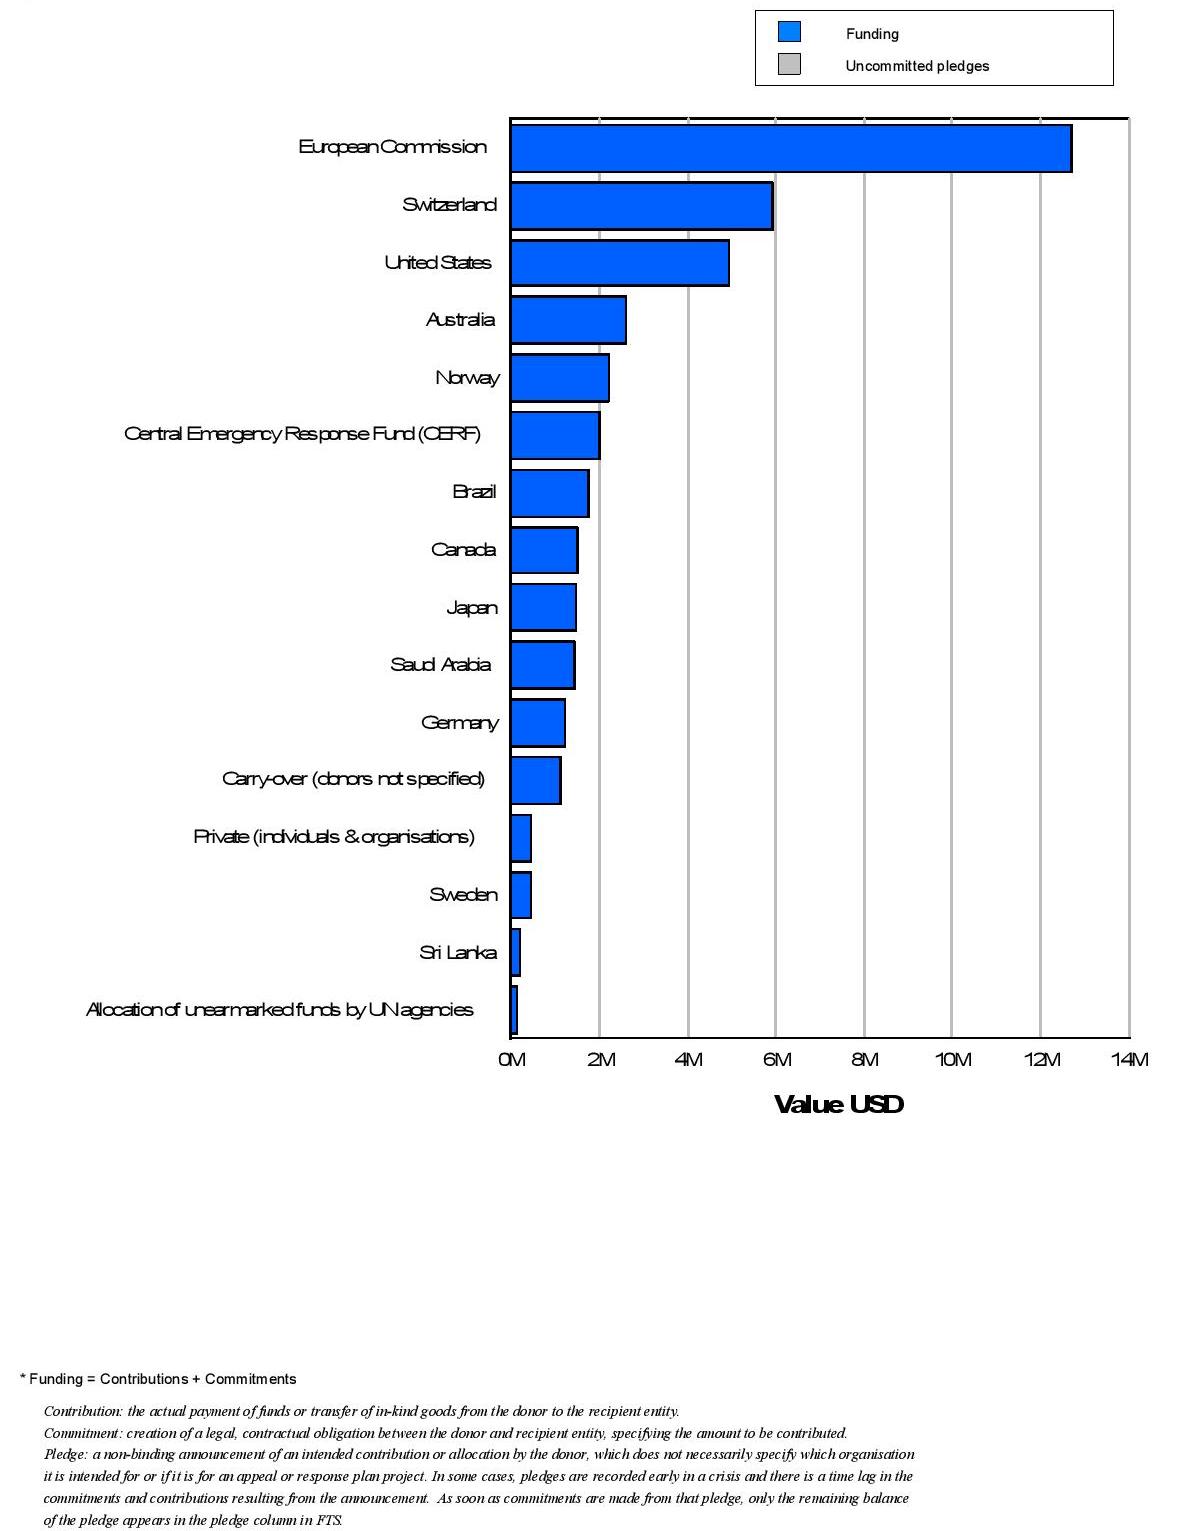 Funding
Uncommitted pledges
European Commission
Switzerland
United States
Australia
Norway
Central Emergency Response Fund (CERF)
Brazil
Canada
Japan
Saudi Arabia
Germany
Carry-over (donors not specified)
Private (individuals & organisations)
Sweden
Sri Lanka
Allocation of unearmarked funds by UN agencies
0M 2M 4M 6M 8M 10M 12M 14M
Value USD
* Funding = Contributions + Commitments
Contribution: the actual payment of funds or transfer of in-kind goods from the donor to the recipient entity.
Commitment: creation of a legal, contractual obligation between the donor and recipient entity, specifying the amount to be contributed.
Pledge: a non-binding announcement of an intended contribution or allocation by the donor, which does not necessarily specify which organisation
it is intended for or if it is for an appeal or response plan project. In some cases, pledges are recorded early in a crisis and there is a time lag in the
commitments and contributions resulting from the announcement. As soon as commitments are made from that pledge, only the remaining balance
of the pledge appears in the pledge column in FTS.